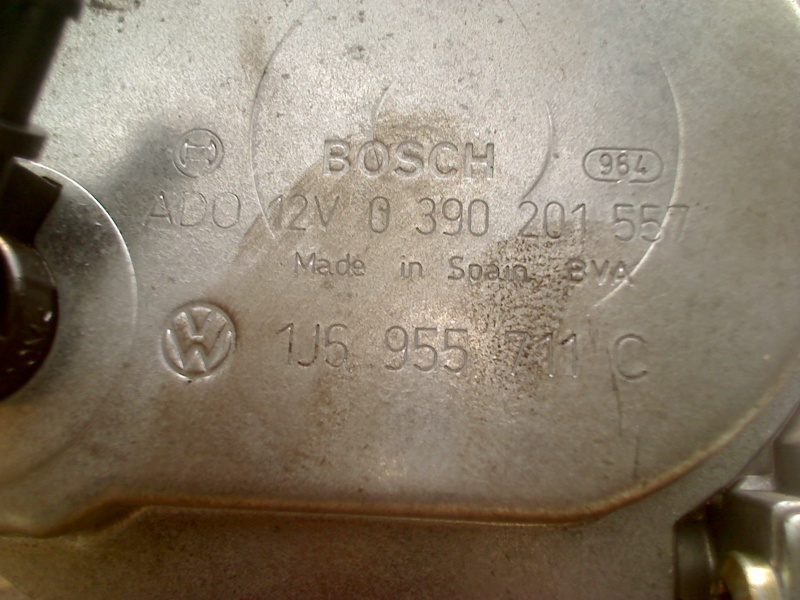 BOSCH 964
ADO 12V 0 390 201 557
Made in Spain BVA
1J6 955 711 C